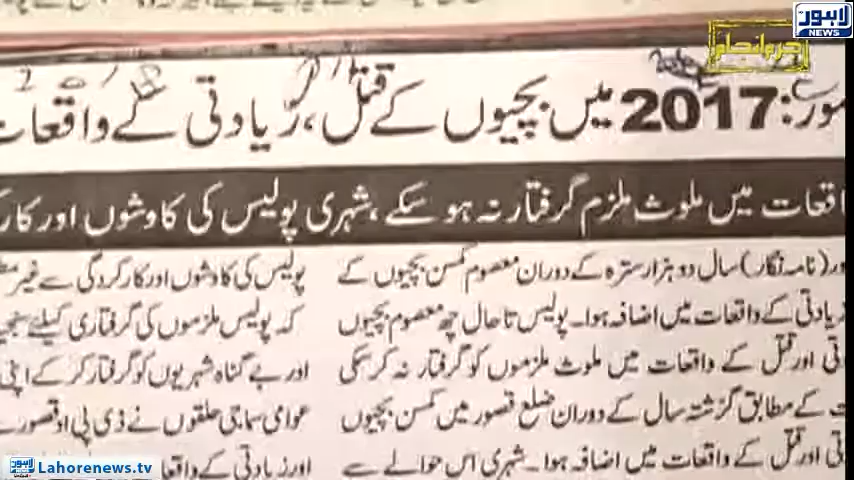 لاہور
NEWS
جرم و انجام
2017 میں بچیوں کے قتل، زیادتی کے واقعات
میں ملوث ملزم گرفتار نہ ہو سکے، شہری پولیس کی کاوشوں اور
(نامہ نگار) سال دو ہزار سترہ کے دوران معصوم کمسن بچیوں کے
زیادتی کے واقعات میں اضافہ ہوا۔ پولیس تاحال چھ معصوم بچیوں
اور قتل کے واقعات میں ملوث ملزموں کو گرفتار نہ کر سکی
کے مطابق گزشتہ سال کے دوران ضلع قصور میں کمسن بچیوں
اور قتل کے واقعات میں اضافہ ہوا۔ شہری اس حوالے سے
پولیس کی کاوشوں اور کارکردگی سے غیر
کہ پولیس ملزموں کی گرفتاری کیلئے
اور بے گناہ شہریوں کو گرفتار کر کے اپنی
عوامی سماجی حلقوں نے ڈی پی او قصور
اور زیادتی کے
Lahorenews.tv